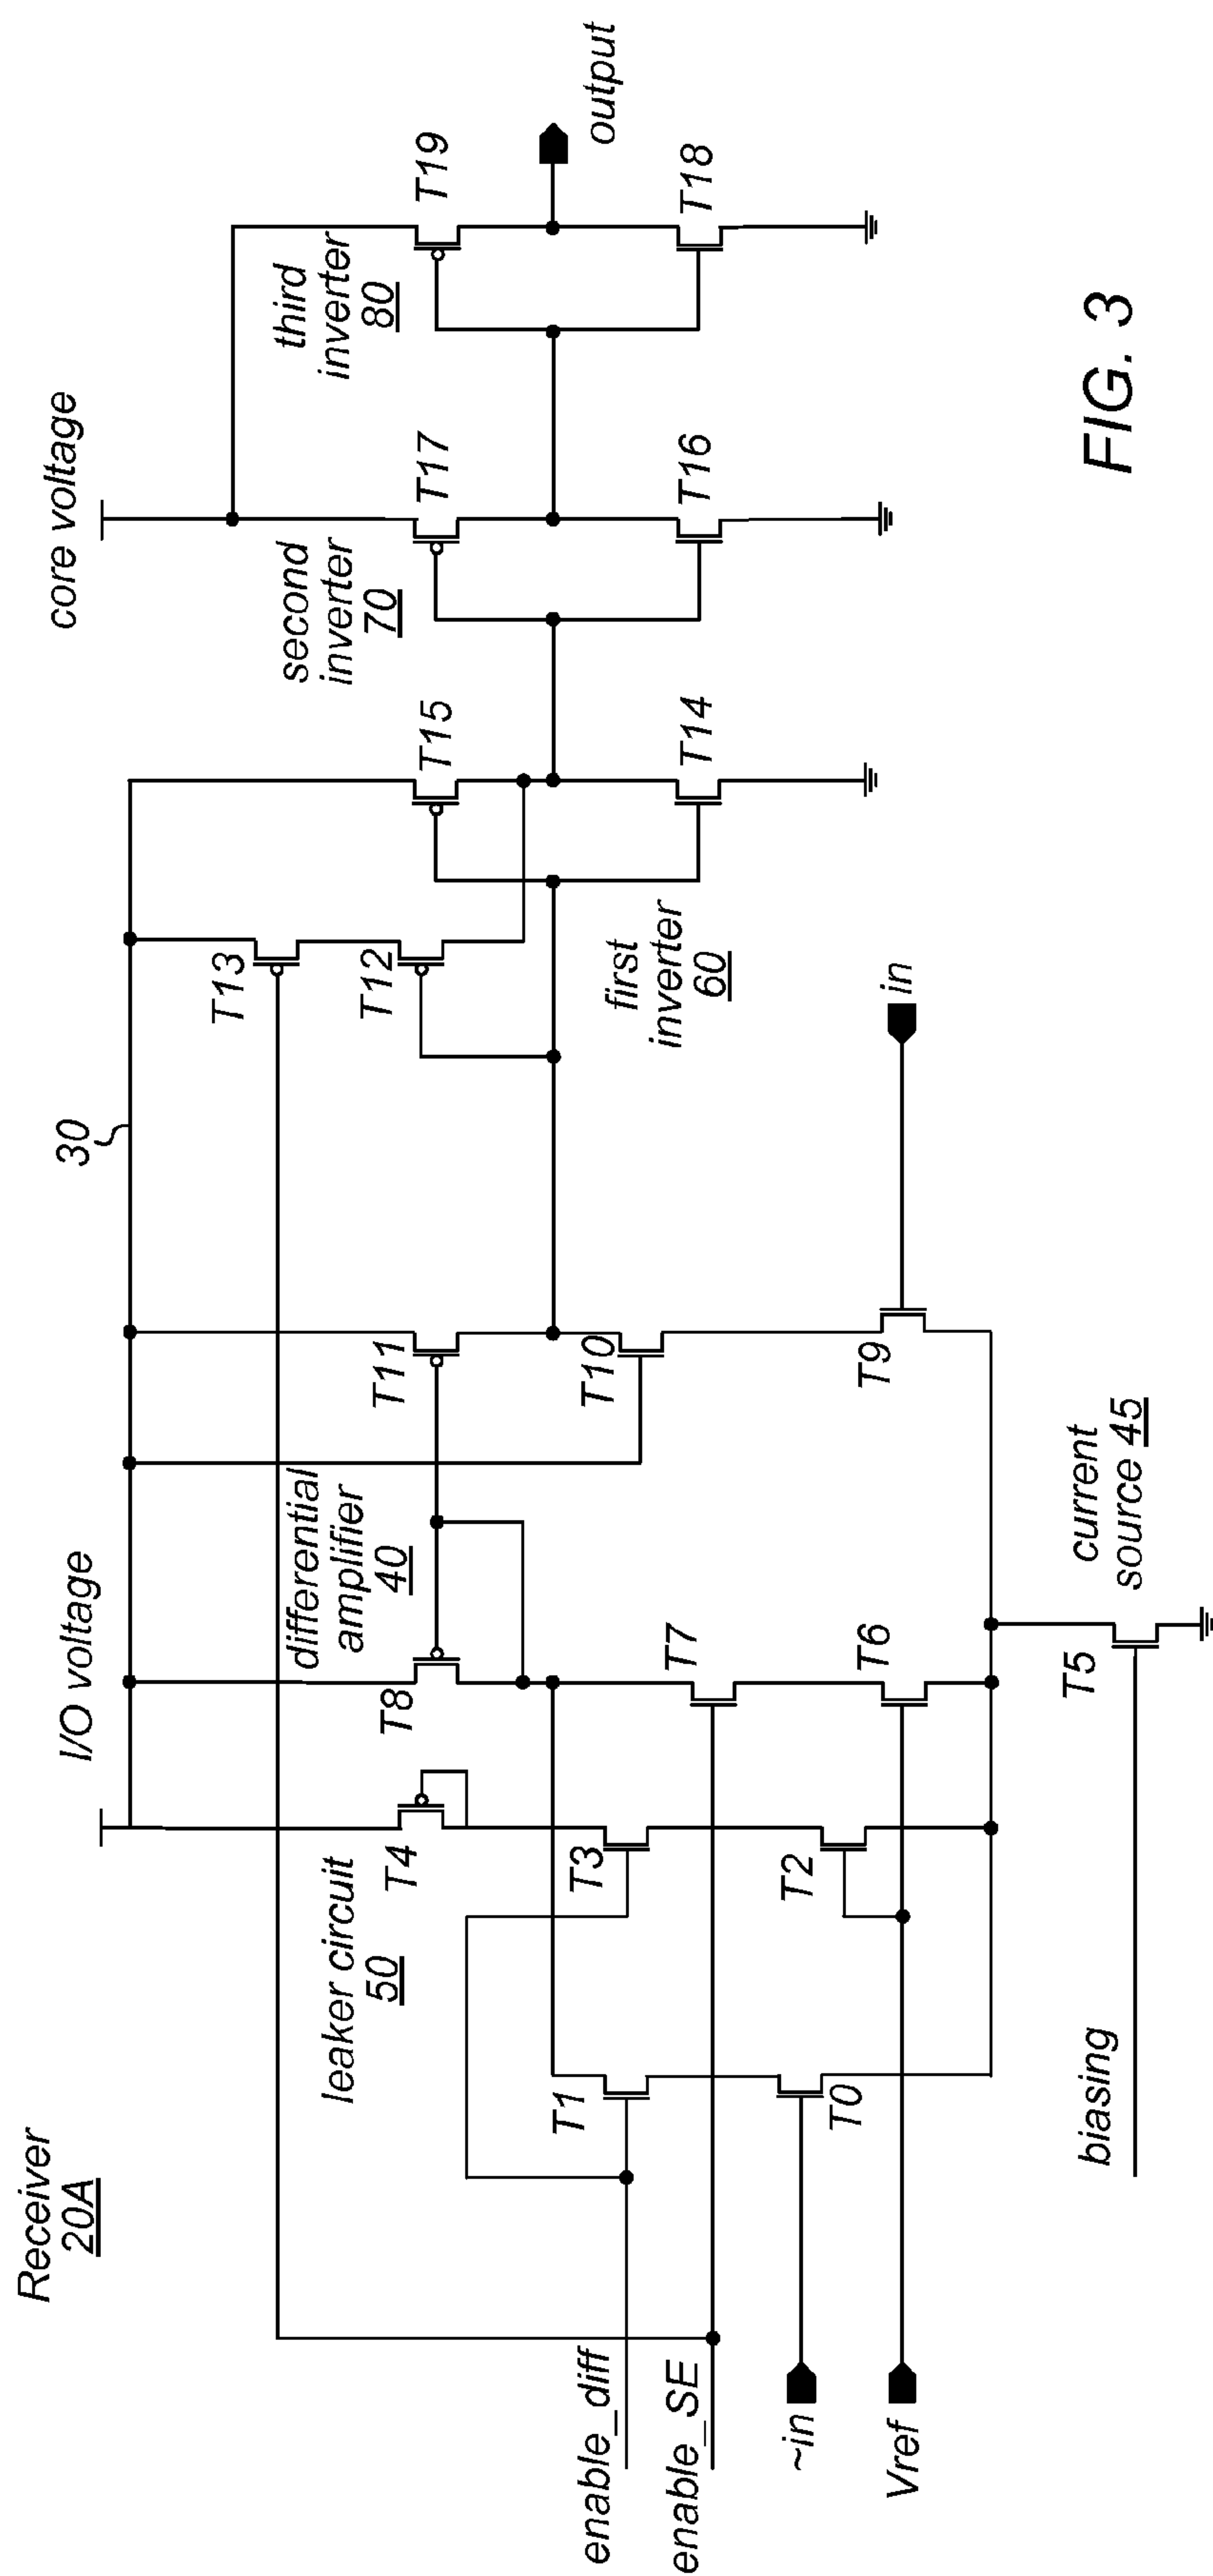 Receiver
20A
I/O voltage
30
core voltage
leaker circuit
50
differential
amplifier
40
second
inverter
70
third
inverter
80
T4
T8
T11
T13
T12
T15
T17
T19
output
T1
T3
T7
T10
first
inverter
60
T14
T16
T18
enable_diff
enable_SE
~in
Vref
T0
T2
T6
T9
in
biasing
T5
current
source 45
FIG. 3